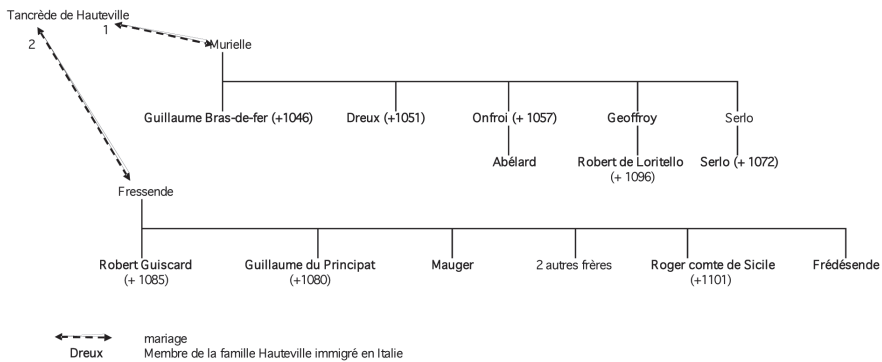 Tancrède de Hauteville
1
2
Murielle
Guillaume Bras-de-fer (+1046) Dreux (+1051) Onfroi (+ 1057) Geoffroy Serlo
Abélard Robert de Loritello Serlo (+ 1072)
(+ 1096)
Fressende
Robert Guiscard Guillaume du Principat Mauger 2 autres frères Roger comte de Sicile Frédésende
(+ 1085) (+1080) (+1101)
mariage
Dreux Membre de la famille Hauteville immigré en Italie